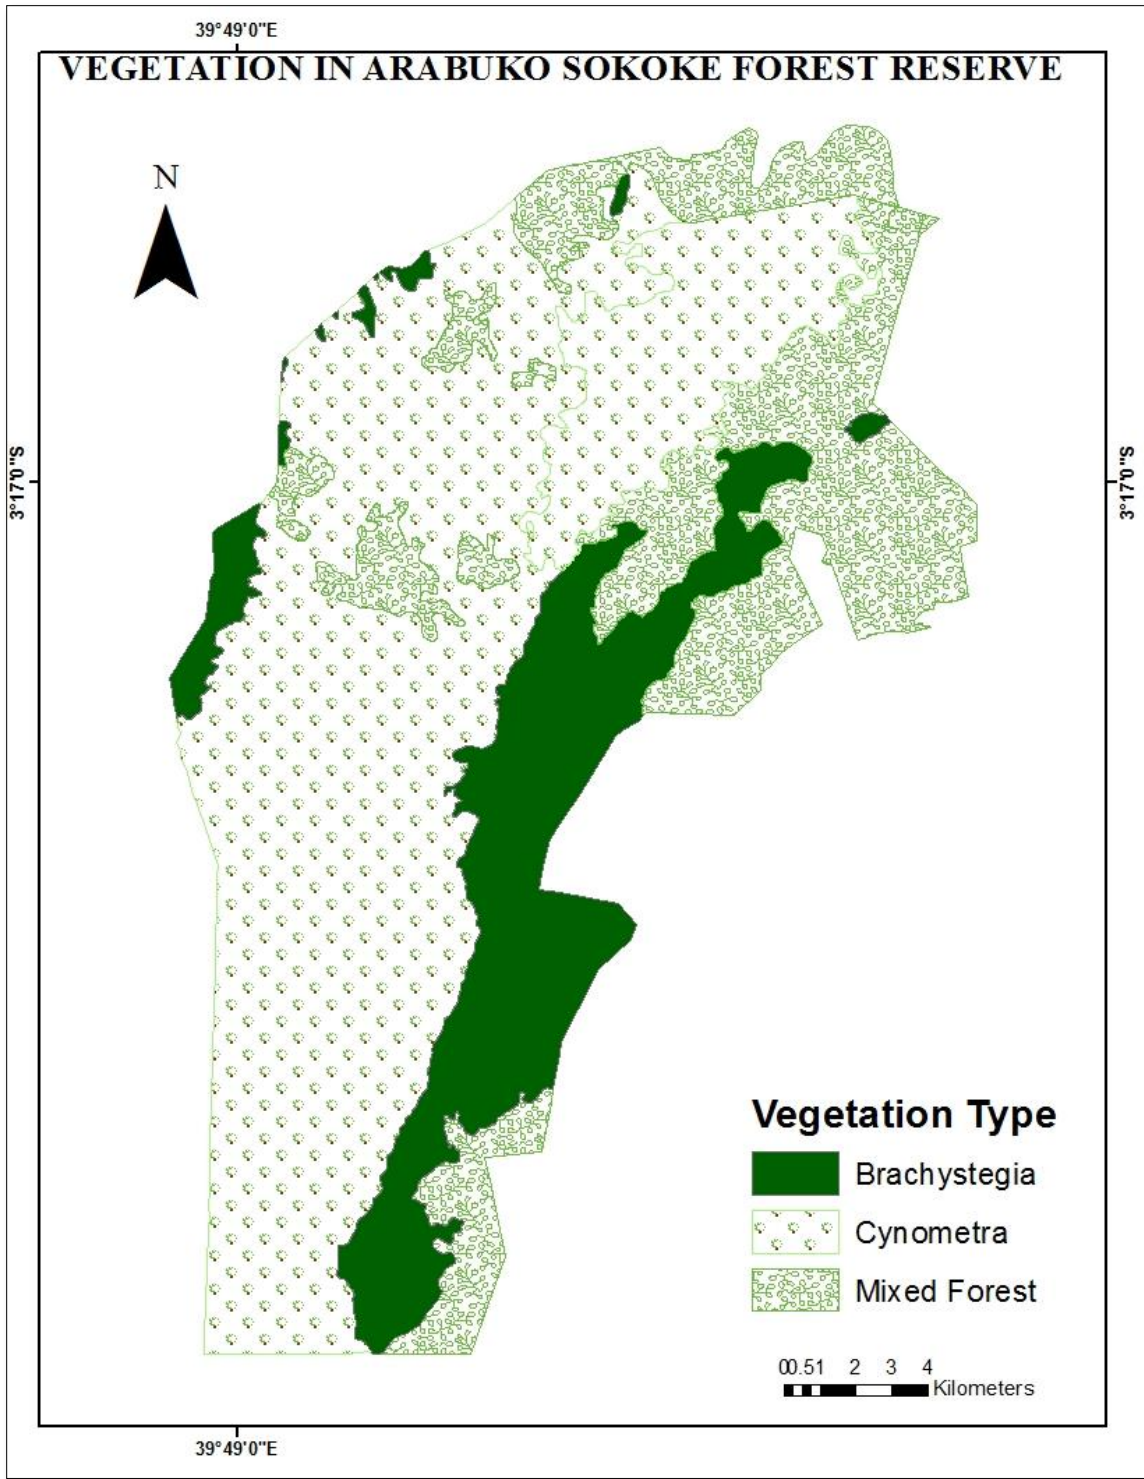 39°49'0"E
VEGETATION IN ARABUKO SOKOKE FOREST RESERVE
N
3°17'0"S
3°17'0"S
Vegetation Type
Brachystegia
Cynometra
Mixed Forest
00.51 2 3 4
Kilometers
39°49'0"E